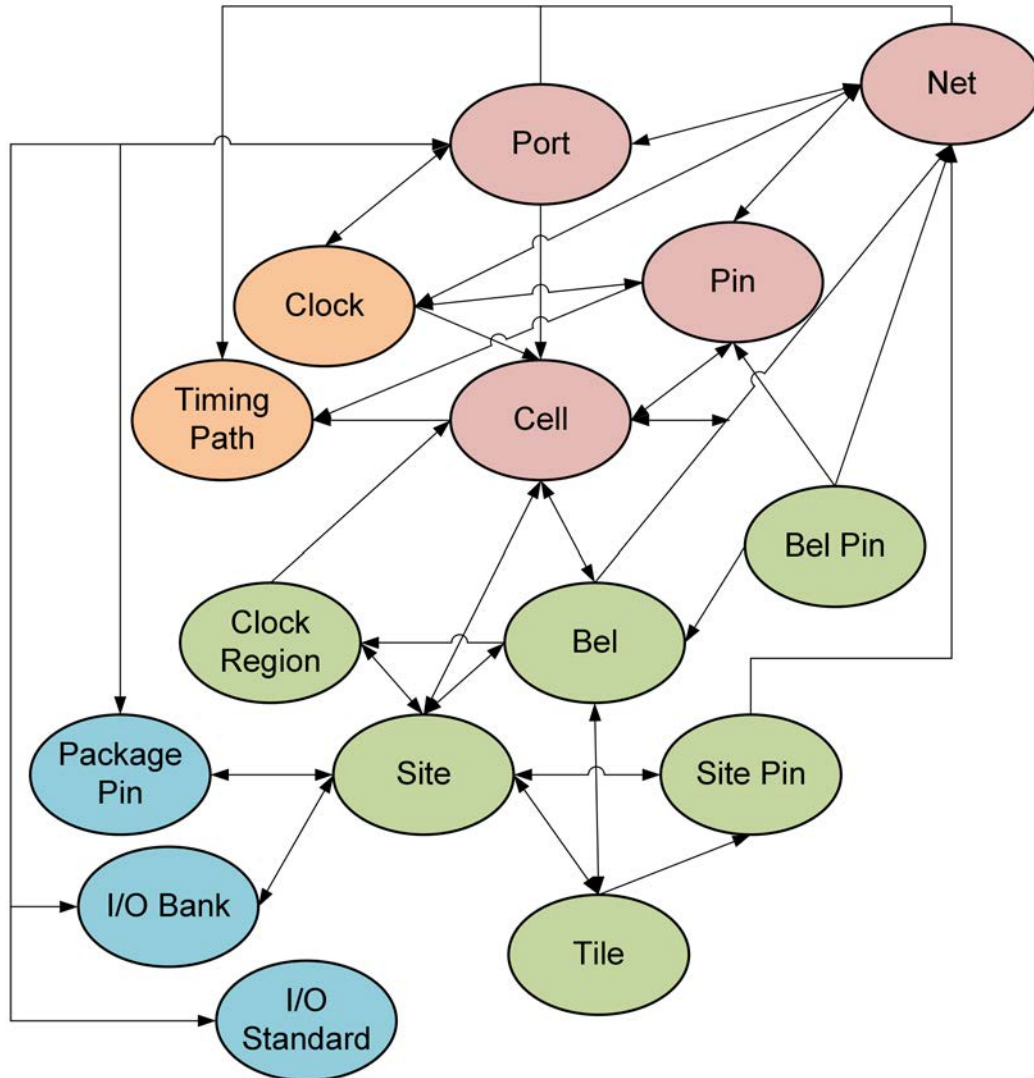 Net
Port
Pin
Clock
Timing
Path
Cell
Bel Pin
Clock
Region
Bel
Package
Pin
Site
Site Pin
I/O Bank
Tile
I/O
Standard